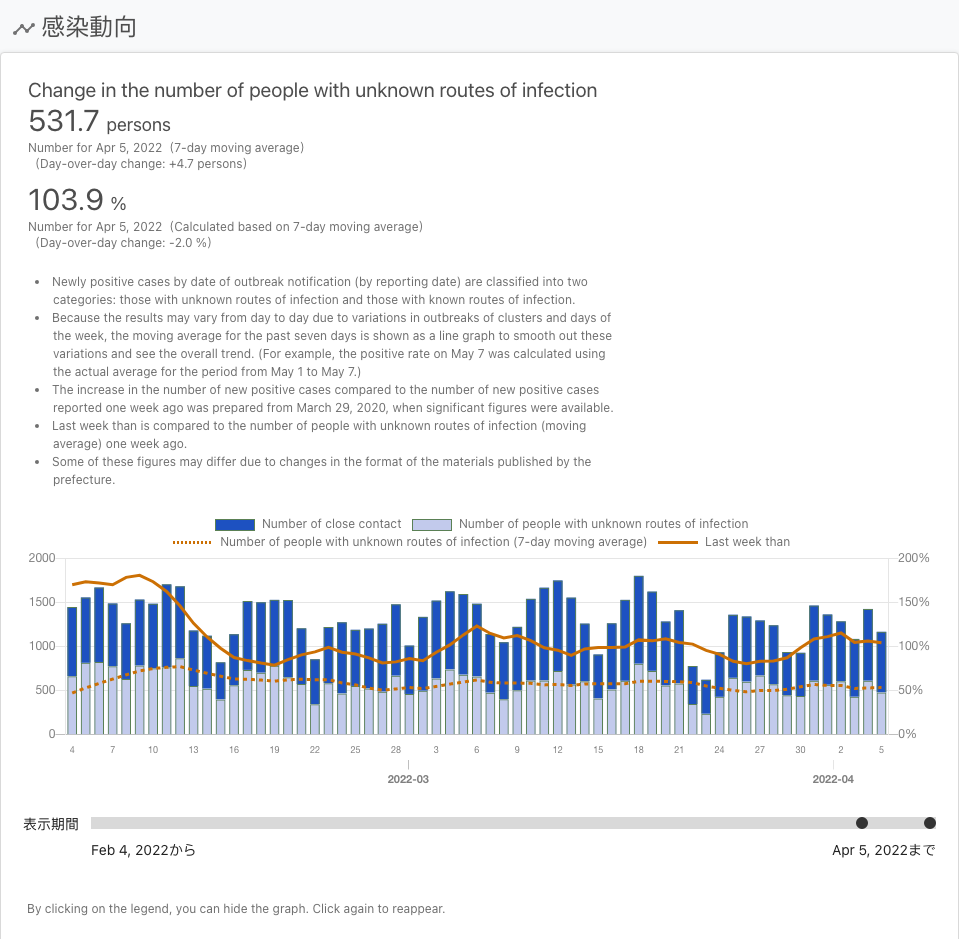 感染動向
Change in the number of people with unknown routes of infection
531.7 persons
Number for Apr 5, 2022 (7-day moving average)
(Day-over-day change: +4.7 persons)
103.9 %
Number for Apr 5, 2022 (Calculated based on 7-day moving average)
(Day-over-day change: -2.0 %)
• Newly positive cases by date of outbreak notification (by reporting date) are classified into two
categories: those with unknown routes of infection and those with known routes of infection.
• Because the results may vary from day to day due to variations in outbreaks of clusters and days of
the week, the moving average for the past seven days is shown as a line graph to smooth out these
variations and see the overall trend. (For example, the positive rate on May 7 was calculated using
the actual average for the period from May 1 to May 7.)
• The increase in the number of new positive cases compared to the number of new positive cases
reported one week ago was prepared from March 29, 2020, when significant figures were available.
• Last week than is compared to the number of people with unknown routes of infection (moving
average) one week ago.
• Some of these figures may differ due to changes in the format of the materials published by the
prefecture.
Number of close contact Number of people with unknown routes of infection
Number of people with unknown routes of infection (7-day moving average) Last week than
2000 200%
1500 150%
1000 100%
500 50%
0 0%
4 7 10 13 16 19 22 25 28 3 6 9 12 15 18 21 24 27 30 2 5
2022-03 2022-04
表示期間
Feb 4, 2022から Apr 5, 2022まで
By clicking on the legend, you can hide the graph. Click again to reappear.